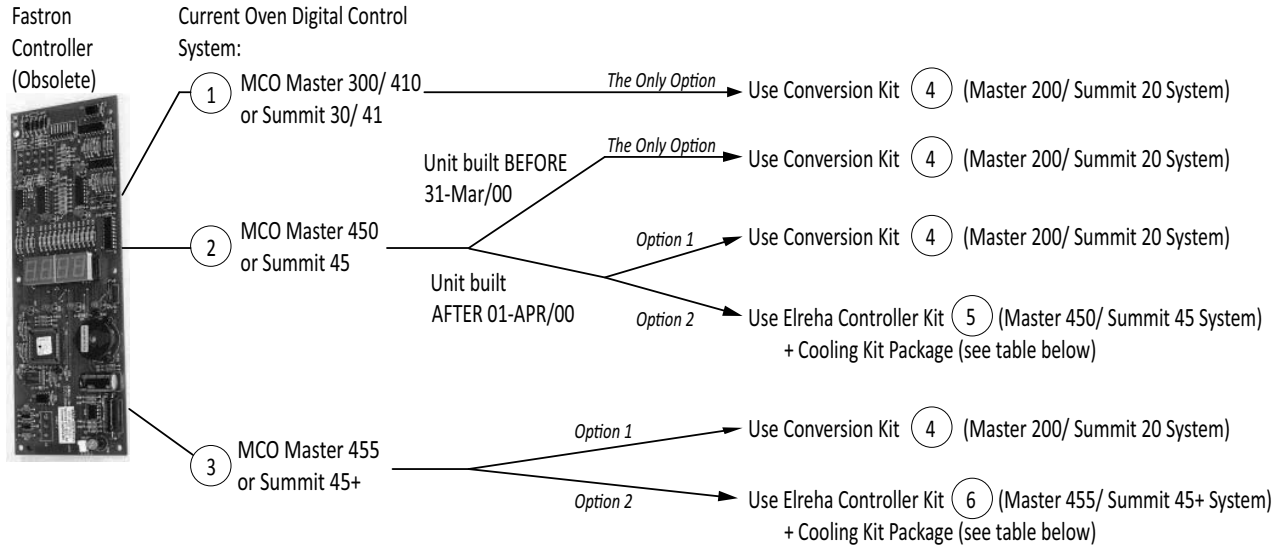 Fastron
Controller
(Obsolete)
Current Oven Digital Control
System:
1
MCO Master 300/ 410
or Summit 30/ 41
The Only Option
Use Conversion Kit 4 (Master 200/ Summit 20 System)
2
MCO Master 450
or Summit 45
Unit built BEFORE
31-Mar/00
The Only Option
Use Conversion Kit 4 (Master 200/ Summit 20 System)
Unit built
AFTER 01-APR/00
Option 1
Use Conversion Kit 4 (Master 200/ Summit 20 System)
Option 2
Use Elreha Controller Kit 5 (Master 450/ Summit 45 System)
+ Cooling Kit Package (see table below)
3
MCO Master 455
or Summit 45+
Option 1
Use Conversion Kit 4 (Master 200/ Summit 20 System)
Option 2
Use Elreha Controller Kit 6 (Master 455/ Summit 45+ System)
+ Cooling Kit Package (see table below)